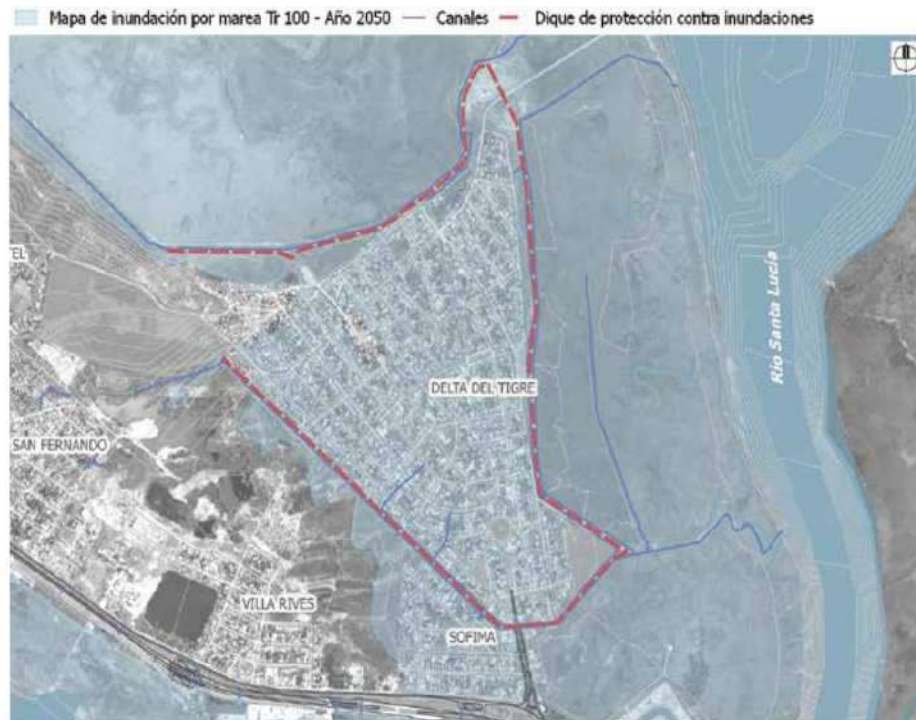 Mapa de inundación por marea Tr 100 - Año 2050 Canales Dique de protección contra inundaciones
Río Santa Lucía
DELTA DEL TIGRE
SAN FERNANDO
VILLA RIVES
SOFIMA